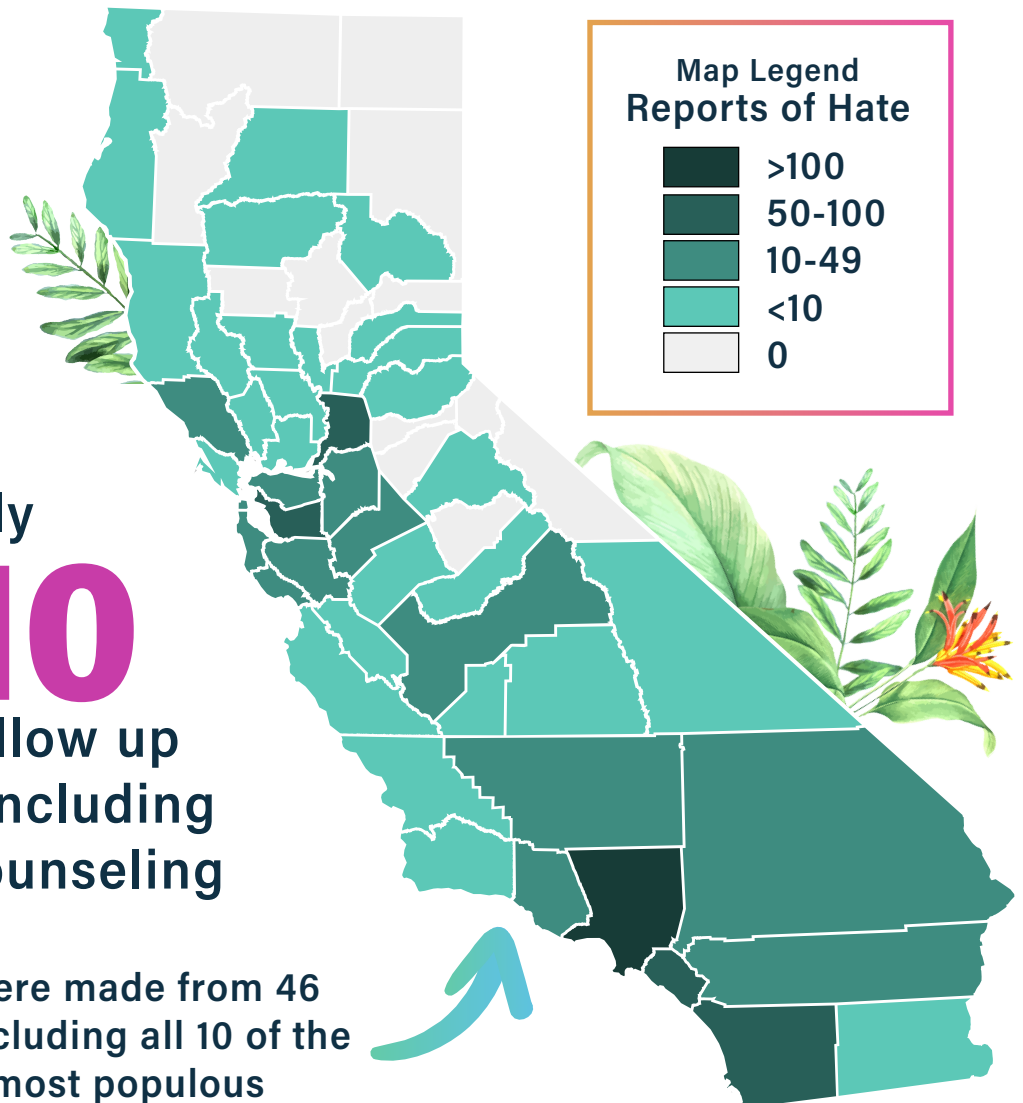 Map Legend
Reports of Hate
>100
50-100
10-49
<10
0
ly
10
llow up
ncluding
ounseling
ere made from 46
cluding all 10 of the
most populous